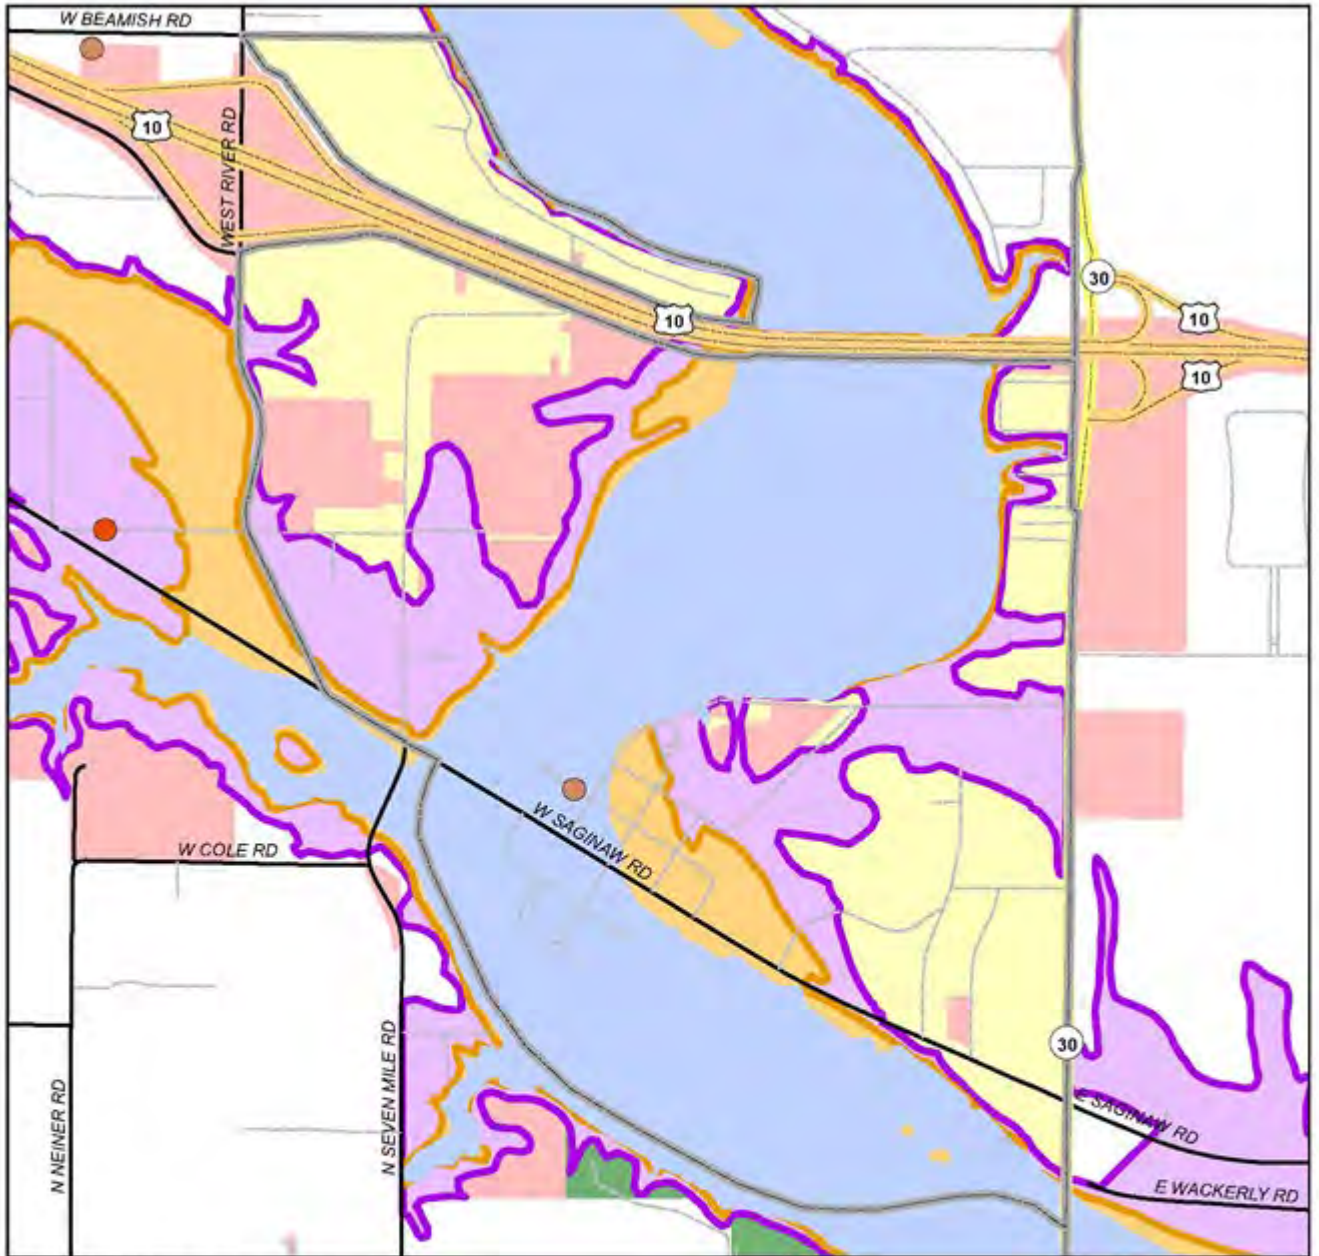 W BEAMISH RD
10
WEST RIVER RD
30
10
10
10
W SAGINAW RD
W COLE RD
30
N NEINER RD
N SEVEN MILE RD
E SAGINAW RD
E WACKERLY RD